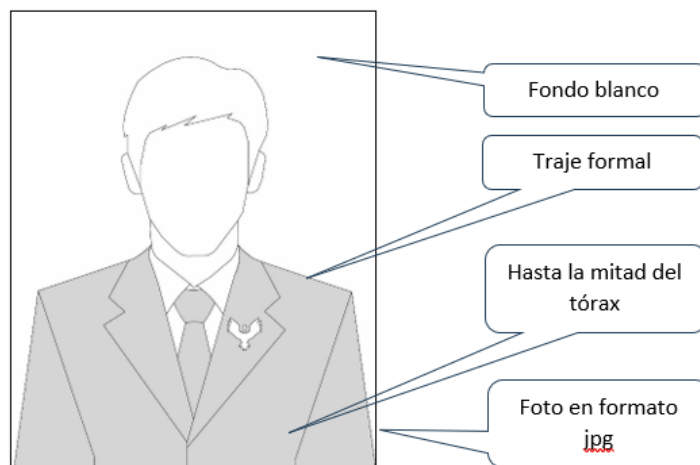 Fondo blanco
Traje formal
Hasta la mitad del
tórax
Foto en formato
jpg